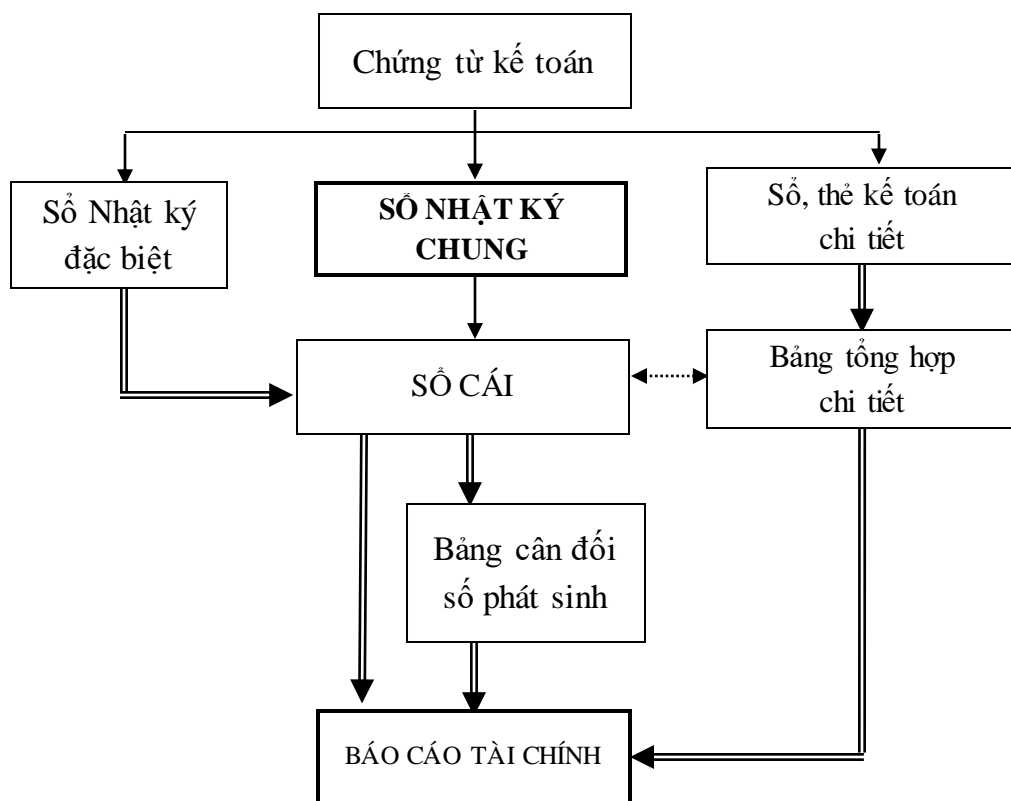 Chứng từ kế toán
Sổ Nhật ký
đặc biệt
SỔ NHẬT KÝ
CHUNG
Sổ, thẻ kế toán
chi tiết
SỔ CÁI
Bảng tổng hợp
chi tiết
Bảng cân đối
số phát sinh
BÁO CÁO TÀI CHÍNH